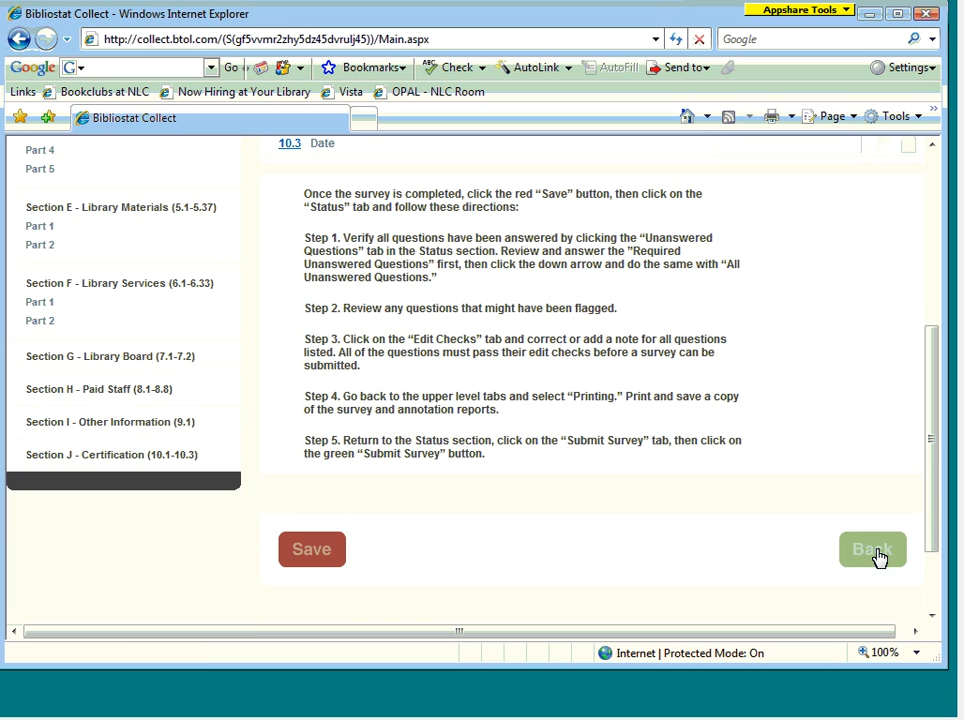 Bibliostat Collect - Windows Internet Explorer
Appshare Tools
http://collect.btol.com/(S(gf5vvmr2zhy5dz45dvrulj45))/Main.aspx
Google
Google
G
Go
Bookmarks
ABC Check
AutoLink
AutoFill
Send to
Settings
Links
Bookclubs at NLC
Now Hiring at Your Library
Vista
OPAL - NLC Room
Bibliostat Collect
Page
Tools
Part 4
Part 5
Section E - Library Materials (5.1-5.37)
Part 1
Part 2
Section F - Library Services (6.1-6.33)
Part 1
Part 2
Section G - Library Board (7.1-7.2)
Section H - Paid Staff (8.1-8.8)
Section I - Other Information (9.1)
Section J - Certification (10.1-10.3)
10.3 Date
Once the survey is completed, click the red “Save” button, then click on the
“Status” tab and follow these directions:
Step 1. Verify all questions have been answered by clicking the “Unanswered
Questions” tab in the Status section. Review and answer the ”Required
Unanswered Questions” first, then click the down arrow and do the same with “All
Unanswered Questions.”
Step 2. Review any questions that might have been flagged.
Step 3. Click on the “Edit Checks” tab and correct or add a note for all questions
listed. All of the questions must pass their edit checks before a survey can be
submitted.
Step 4. Go back to the upper level tabs and select “Printing.” Print and save a copy
of the survey and annotation reports.
Step 5. Return to the Status section, click on the “Submit Survey” tab, then click on
the green “Submit Survey” button.
Save
Back
Internet | Protected Mode: On
100%